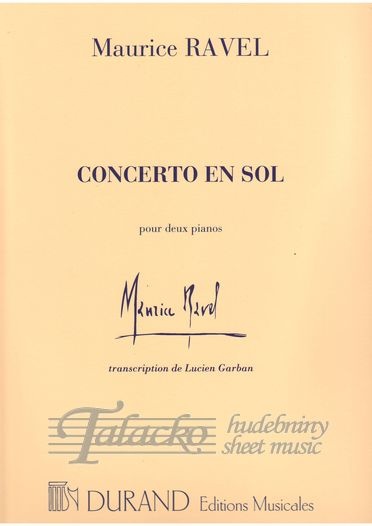 Maurice RAVEL
CONCERTO EN SOL
pour deux pianos
Maurice Ravel
transcription de Lucien Garban
Talacko hudebniny
sheet music
DURAND Editions Musicales